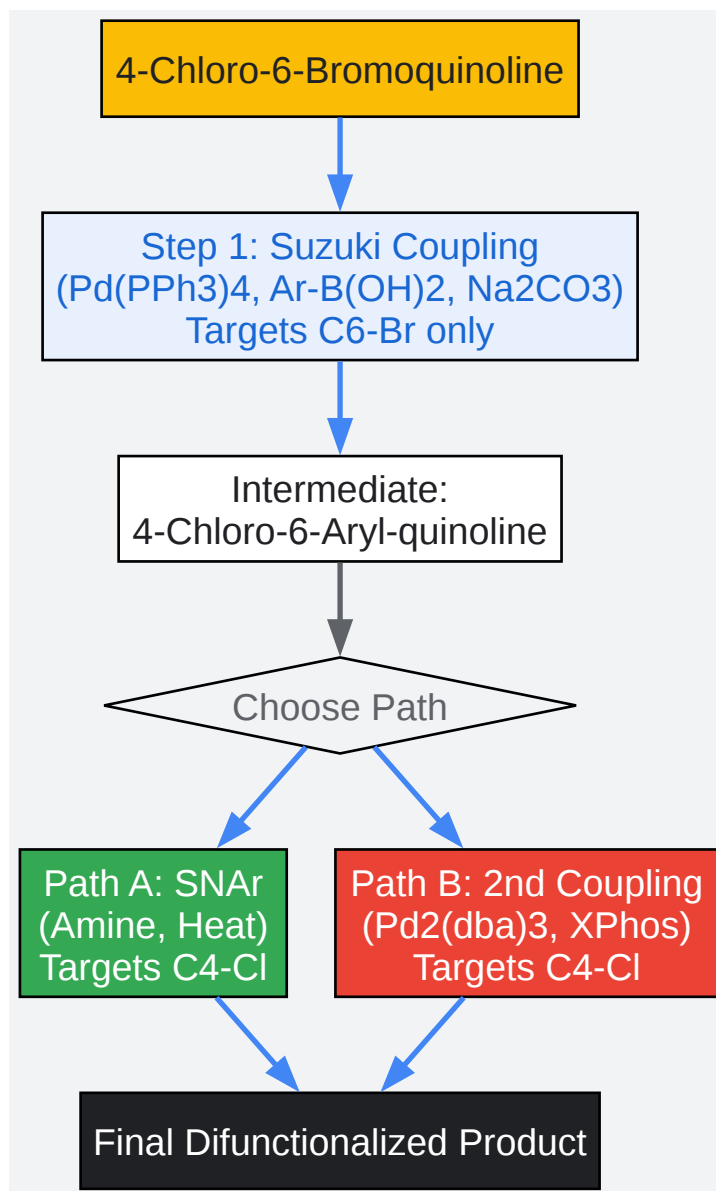 4-Chloro-6-Bromoquinoline
Step 1: Suzuki Coupling
(Pd(PPh3)4, Ar-B(OH)2, Na2CO3)
Targets C6-Br only
Intermediate:
4-Chloro-6-Aryl-quinoline
Choose Path
Path A: SNAr
(Amine, Heat)
Targets C4-Cl
Path B: 2nd Coupling
(Pd2(dba)3, XPhos)
Targets C4-Cl
Final Difunctionalized Product